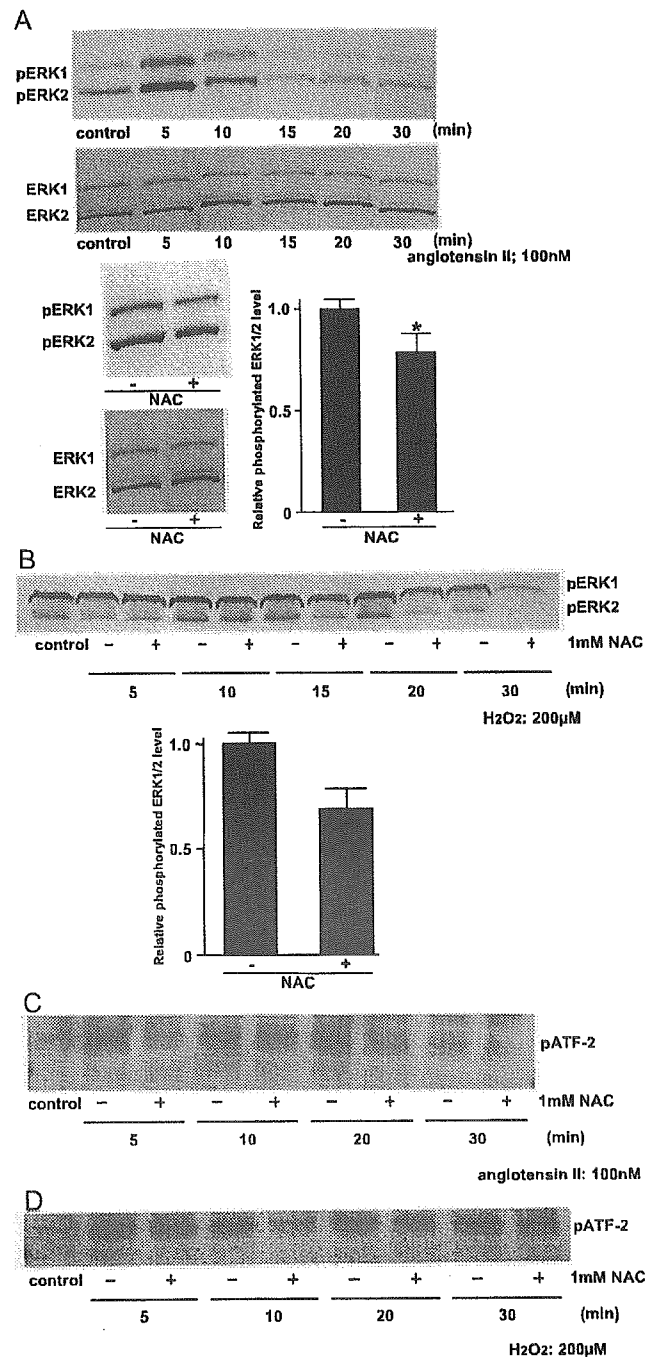 A
pERK1
pERK2
control 5 10 15 20 30 (min)
ERK1
ERK2
control 5 10 15 20 30 (min)
angiotensin II; 100nM
pERK1
pERK2
- +
NAC
ERK1
ERK2
- +
NAC
Relative phosphorylated ERK1/2 level
1.0
0.5
0
*
- +
NAC
B
pERK1
pERK2
control - + - + - + - + - + 1mM NAC
5 10 15 20 30 (min)
H2O2: 200µM
Relative phosphorylated ERK1/2 level
1.0
0.5
0
- +
NAC
C
pATF-2
control - + - + - + - + 1mM NAC
5 10 20 30 (min)
angiotensin II: 100nM
D
pATF-2
control - + - + - + - + 1mM NAC
5 10 20 30 (min)
H2O2: 200µM